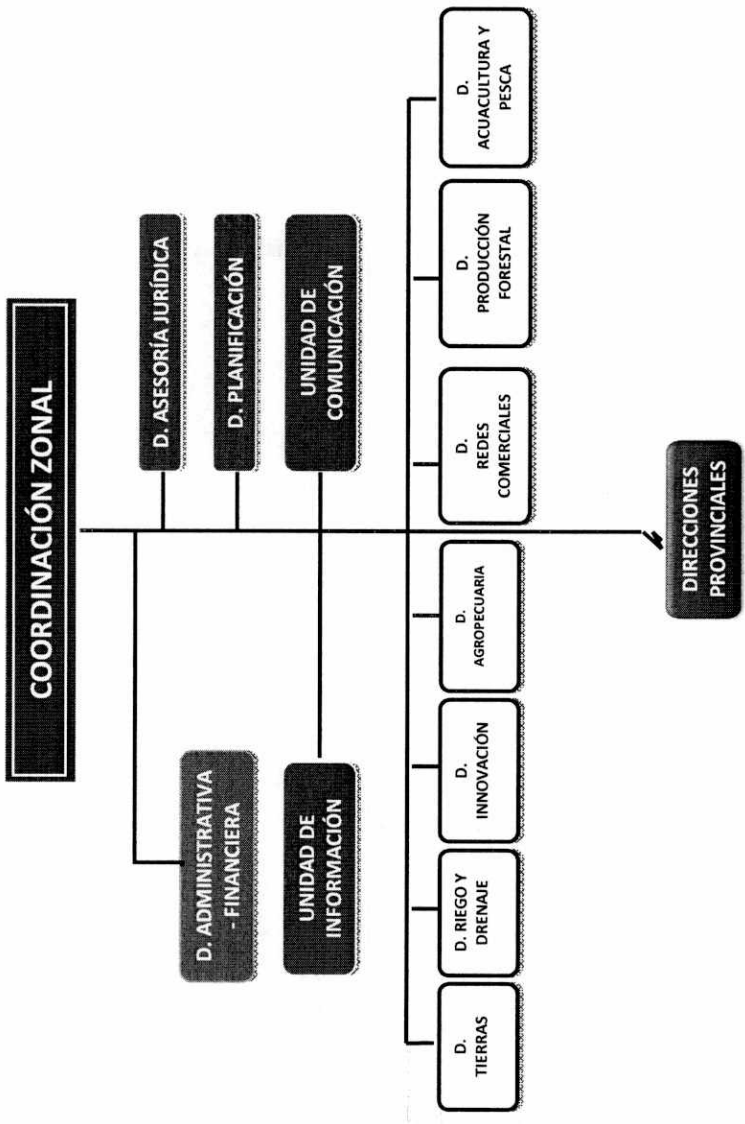 COORDINACIÓN ZONAL
D. ASESORÍA JURÍDICA
D. PLANIFICACIÓN
D. ADMINISTRATIVA
- FINANCIERA
UNIDAD DE
INFORMACIÓN
UNIDAD DE
COMUNICACIÓN
D.
TIERRAS
D. RIEGO Y
DRENAJE
D.
INNOVACIÓN
D.
AGROPECUARIA
D.
REDES
COMERCIALES
D.
PRODUCCIÓN
FORESTAL
D.
ACUACULTURA Y
PESCA
DIRECCIONES
PROVINCIALES